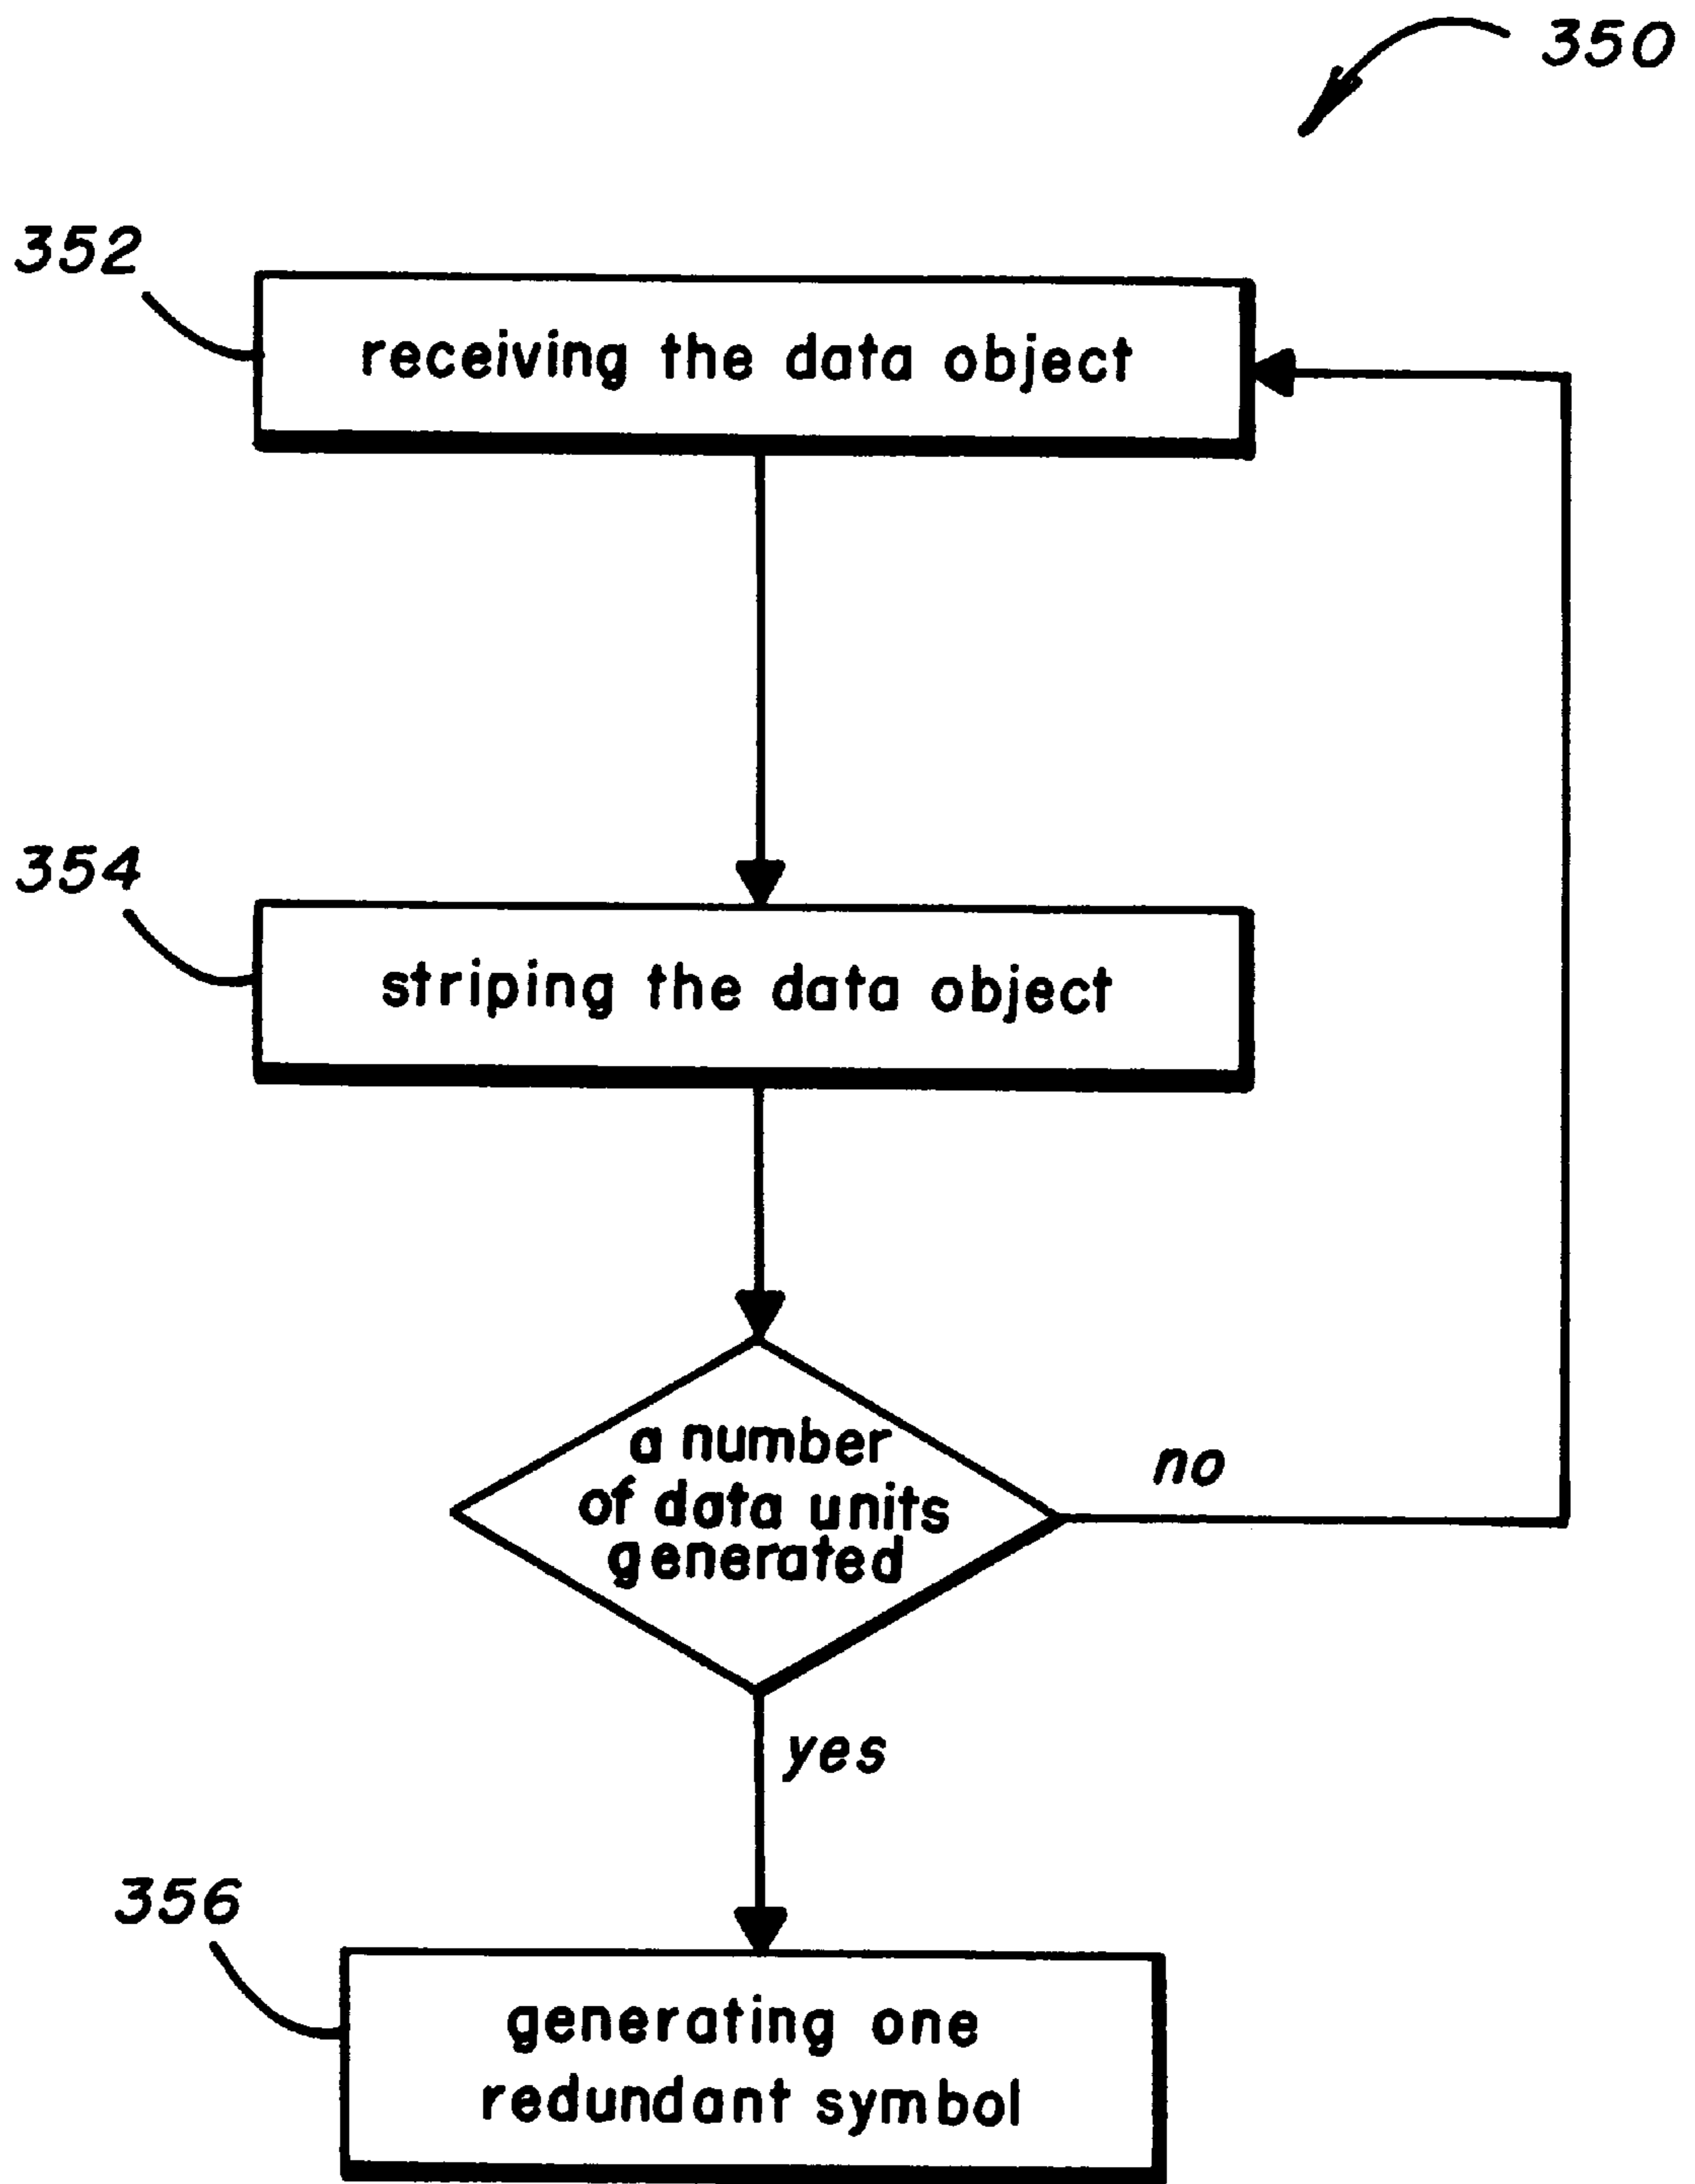 350
352
receiving the data object
354
striping the data object
a number
of data units
generated
no
yes
356
generating one
redundant symbol